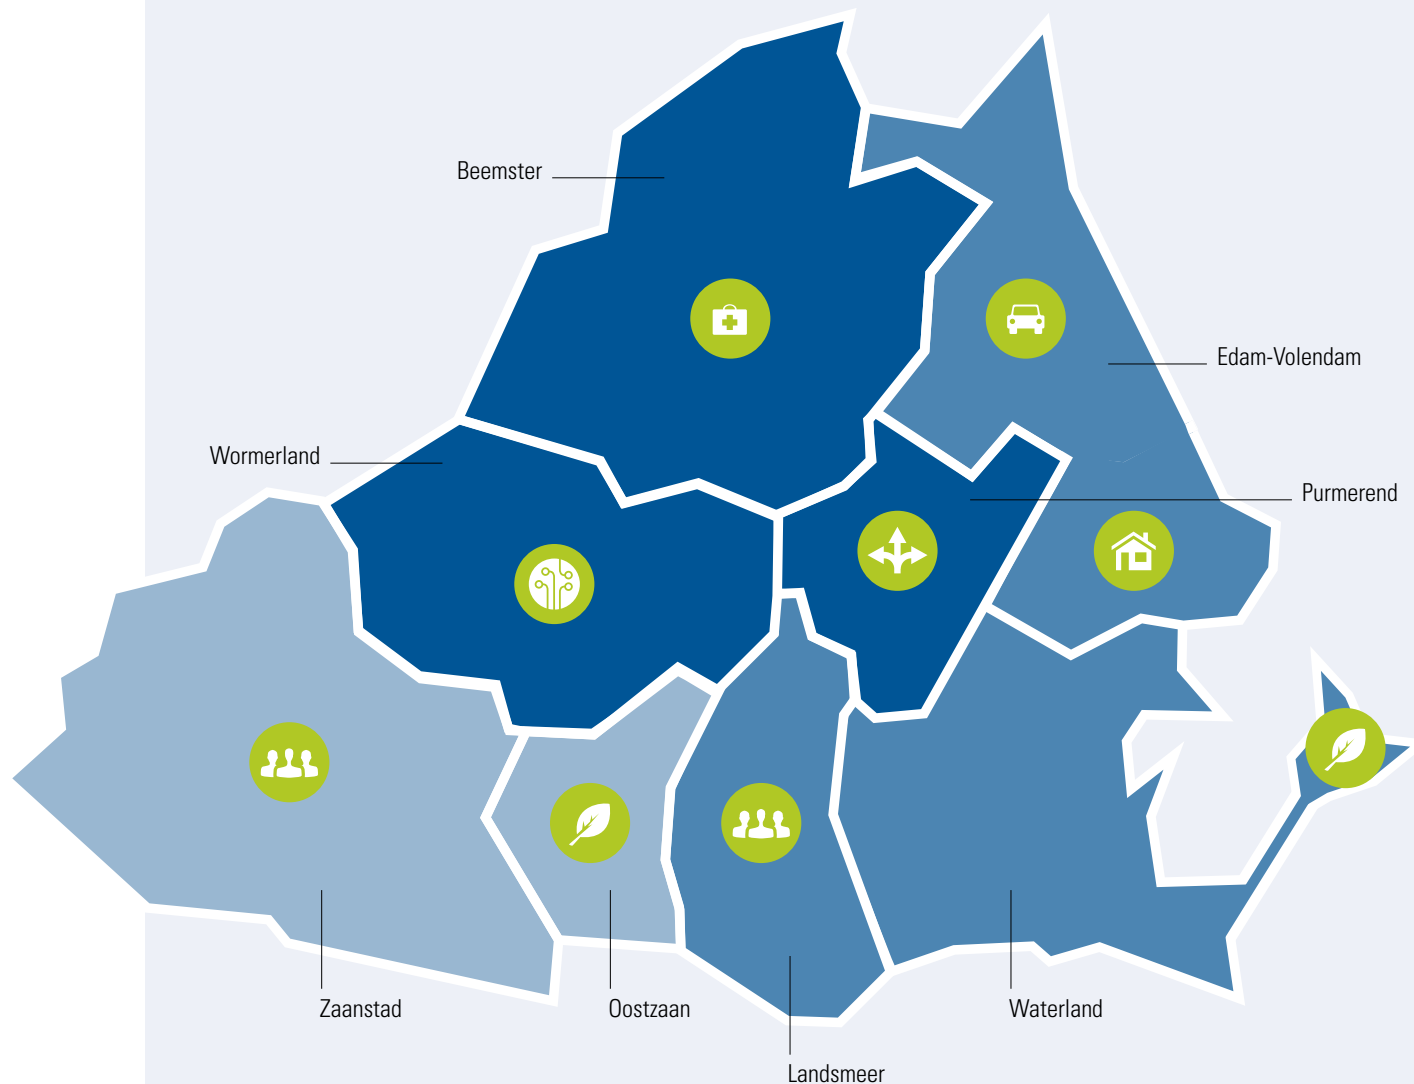 Beemster
Edam-Volendam
Wormerland
Purmerend
Zaanstad
Oostzaan
Waterland
Landsmeer